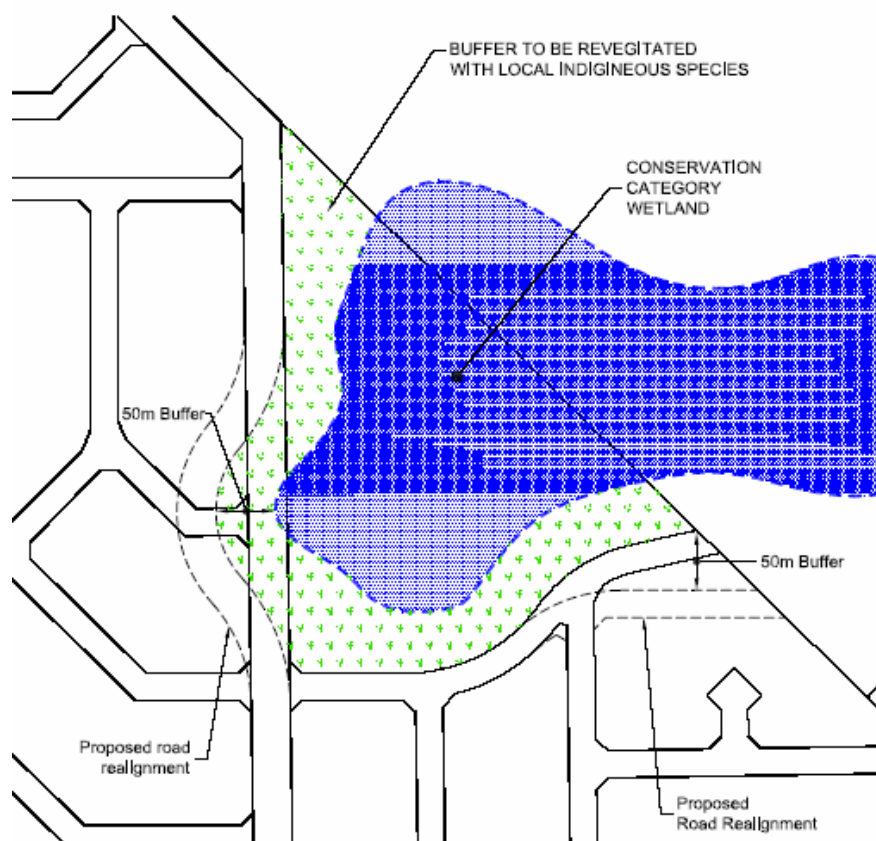 BUFFER TO BE REVEGITATED
WITH LOCAL INDIGINEOUS SPECIES
CONSERVATION
CATEGORY
WETLAND
50m Buffer
50m Buffer
Proposed road
realignment
Proposed
Road Realignment